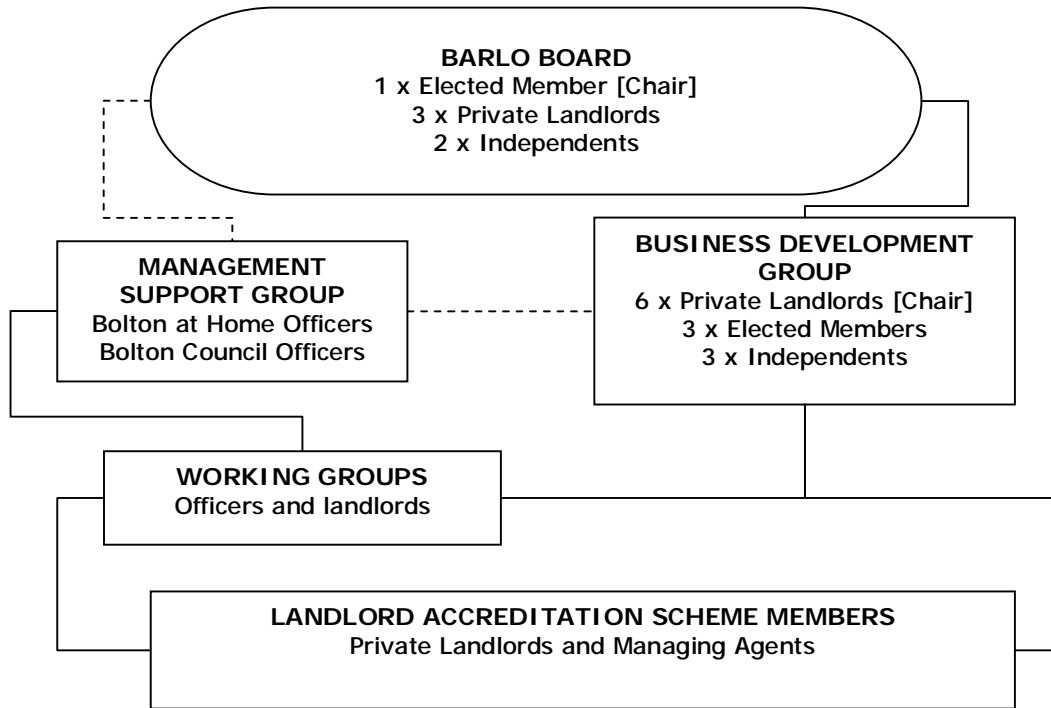 BARLO BOARD
1 x Elected Member [Chair]
3 x Private Landlords
2 x Independents
MANAGEMENT
SUPPORT GROUP
Bolton at Home Officers
Bolton Council Officers
BUSINESS DEVELOPMENT
GROUP
6 x Private Landlords [Chair]
3 x Elected Members
3 x Independents
WORKING GROUPS
Officers and landlords
LANDLORD ACCREDITATION SCHEME MEMBERS
Private Landlords and Managing Agents